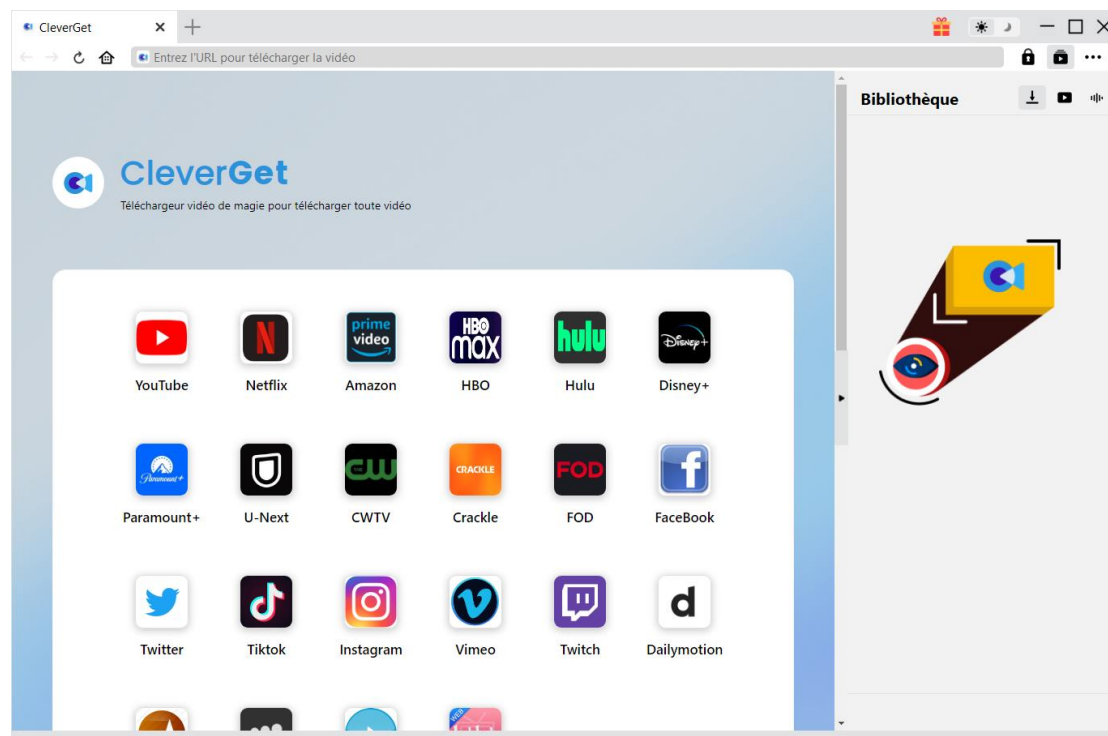 CleverGet
Entrez l'URL pour télécharger la vidéo
Bibliothèque
CleverGet
Téléchargeur vidéo de magie pour télécharger toute vidéo
prime video
HBO max
hulu
Disney+
YouTube
Netflix
Amazon
HBO
Hulu
Disney+
Paramount+
CW
CRACKLE
FOD
Paramount+
U-Next
CWTV
Crackle
FOD
FaceBook
Twitter
Tiktok
Instagram
Vimeo
Twitch
Dailymotion
WEB